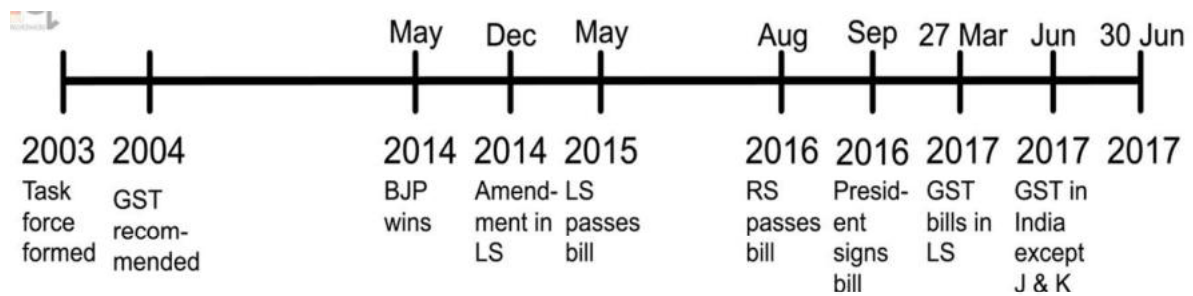 May Dec May Aug Sep 27 Mar Jun 30 Jun
2003 2004 2014 2014 2015 2016 2016 2017 2017 2017
Task force formed
GST recom-
mended
BJP
wins
Amend-
ment in
LS
LS
passes
bill
RS
passes
bill
Presid-
ent
signs
bill
GST
bills in
LS
GST in
India
except
J & K